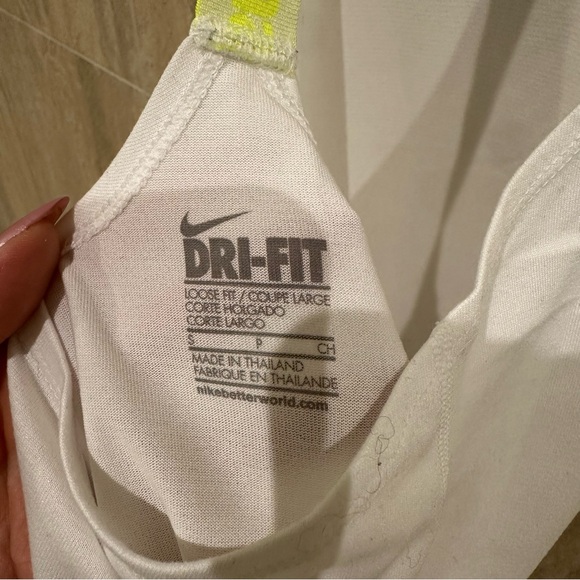 DRI-FIT
LOOSE FIT / COUPE LARGE
CORTE HOLGADO
CORTE LARGO
S P CH
MADE IN THAILAND
FABRIQUE EN THAILANDE
nikebetterworld.com